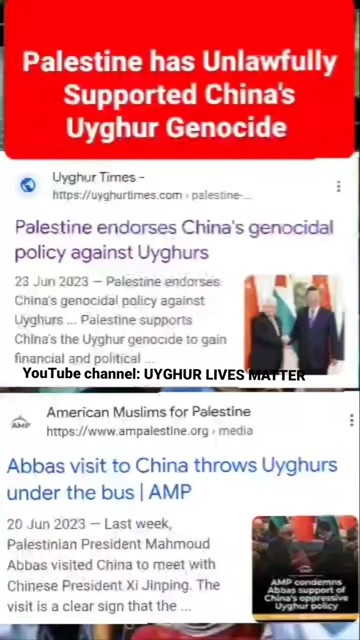 Palestine has Unlawfully
Supported China's
Uyghur Genocide
Uyghur Times -
https://uyghurtimes.com › palestine-...
Palestine endorses China's genocidal
policy against Uyghurs
23 Jun 2023 — Palestine endorses
China's genocidal policy against
Uyghurs ... Palestine supports
China's the Uyghur genocide to gain
financial and political ...
YouTube channel: UYGHUR LIVES MATTER
American Muslims for Palestine
AMP
https://www.ampalestine.org › media
Abbas visit to China throws Uyghurs
under the bus | AMP
20 Jun 2023 — Last week,
Palestinian President Mahmoud
Abbas visited China to meet with
Chinese President Xi Jinping. The
visit is a clear sign that the ...
AMP condemns
Abbas support of
China's oppressive
Uyghur policy